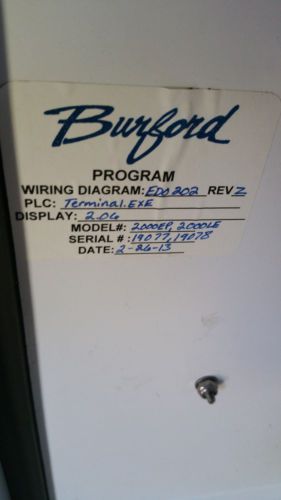 Burford
PROGRAM
WIRING DIAGRAM: EDO202 REV Z
PLC: Terminal.EXE
DISPLAY: 2.06
MODEL#: 2000EP, 2000LE
SERIAL #: 19077, 19078
DATE: 2-26-13